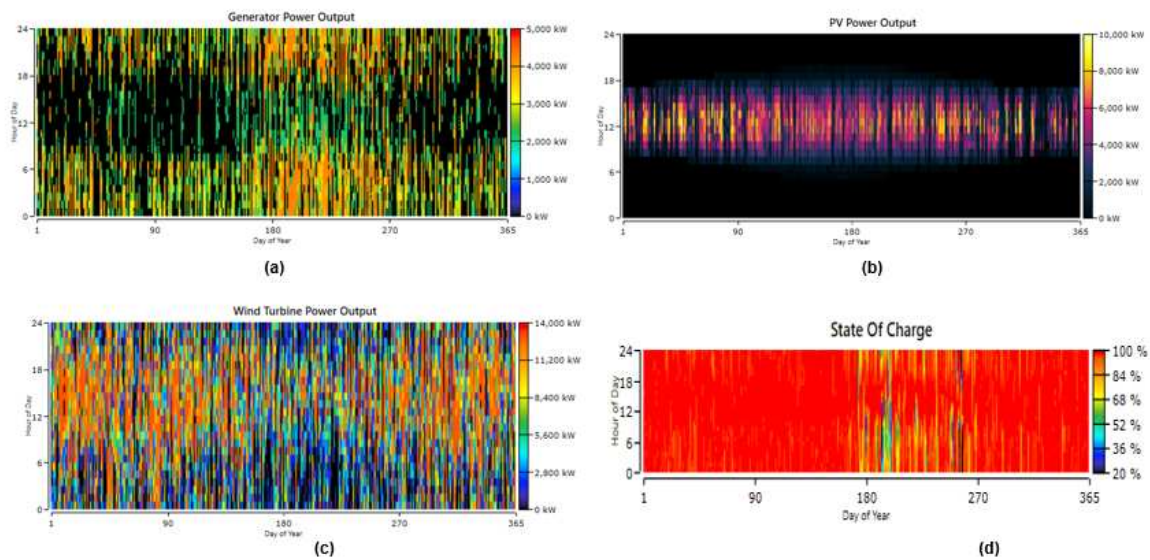 Generator Power Output
24
18
12
6
0
Hour of Day
1 90 180 270 365
Day of Year
5,000 kW
4,000 kW
3,000 kW
2,000 kW
1,000 kW
0 kW
(a)
PV Power Output
24
18
12
6
0
Hour of Day
1 90 180 270 365
Day of Year
10,000 kW
8,000 kW
6,000 kW
4,000 kW
2,000 kW
0 kW
(b)
Wind Turbine Power Output
24
18
12
6
0
Hour of Day
1 90 180 270 365
Day of Year
14,000 kW
11,200 kW
8,400 kW
5,600 kW
2,800 kW
0 kW
(c)
State Of Charge
24
18
12
6
0
Hour of Day
1 90 180 270 365
Day of Year
100 %
84 %
68 %
52 %
36 %
20 %
(d)